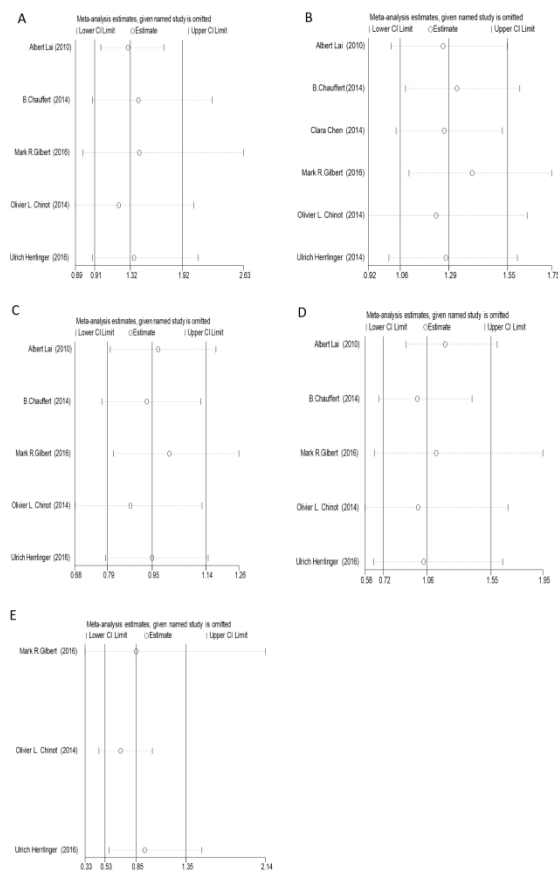 A
Meta-analysis estimates, given named study is omitted
| Lower CI Limit ○ Estimate | Upper CI Limit
Albert Lai (2010)
B.Chauffert (2014)
Mark R.Gilbert (2016)
Olivier L. Chinot (2014)
Ulrich Herrlinger (2016)
0.69 0.91 1.32 1.92 2.63
B
Meta-analysis estimates, given named study is omitted
| Lower CI Limit ○ Estimate | Upper CI Limit
Albert Lai (2010)
B.Chauffert (2014)
Clara Chen (2014)
Mark R.Gilbert (2016)
Olivier L. Chinot (2014)
Ulrich Herrlinger (2014)
0.92 1.06 1.29 1.55 1.75
C
Meta-analysis estimates, given named study is omitted
| Lower CI Limit ○ Estimate | Upper CI Limit
Albert Lai (2010)
B.Chauffert (2014)
Mark R.Gilbert (2016)
Olivier L. Chinot (2014)
Ulrich Herrlinger (2016)
0.68 0.79 0.95 1.14 1.26
D
Meta-analysis estimates, given named study is omitted
| Lower CI Limit ○ Estimate | Upper CI Limit
Albert Lai (2010)
B.Chauffert (2014)
Mark R.Gilbert (2016)
Olivier L. Chinot (2014)
Ulrich Herrlinger (2016)
0.58 0.72 1.06 1.55 1.95
E
Meta-analysis estimates, given named study is omitted
| Lower CI Limit ○ Estimate | Upper CI Limit
Mark R.Gilbert (2016)
Olivier L. Chinot (2014)
Ulrich Herrlinger (2016)
0.33 0.53 0.85 1.35 2.14